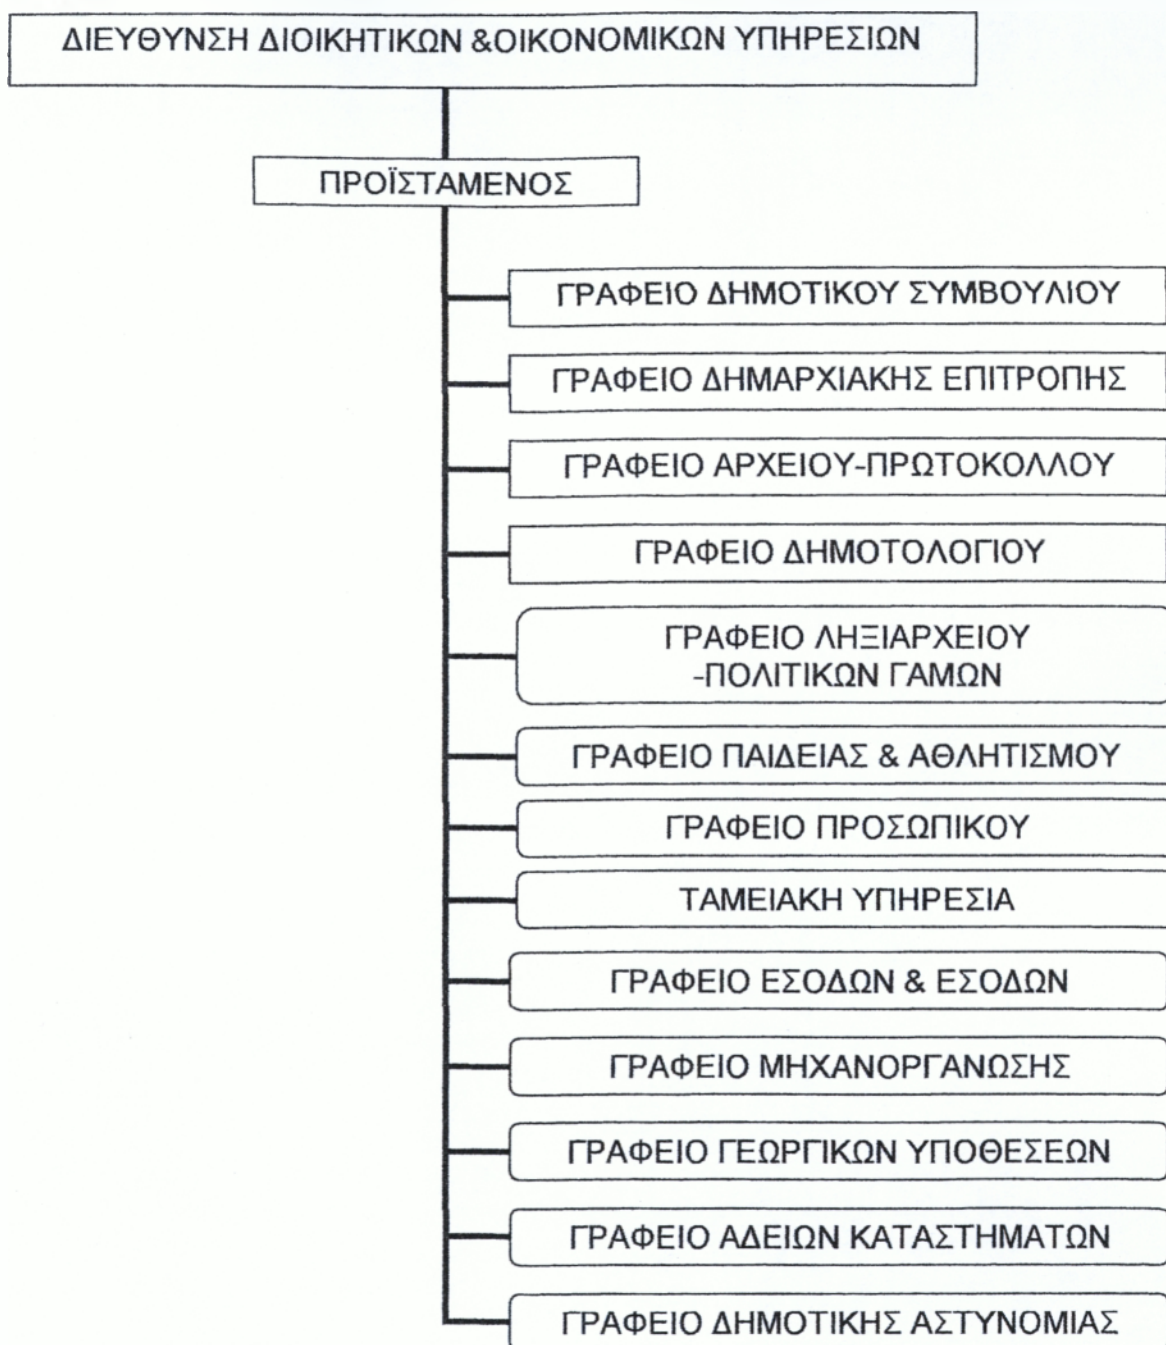 ΔΙΕΥΘΥΝΣΗ ΔΙΟΙΚΗΤΙΚΩΝ &ΟΙΚΟΝΟΜΙΚΩΝ ΥΠΗΡΕΣΙΩΝ
ΠΡΟΪΣΤΑΜΕΝΟΣ
ΓΡΑΦΕΙΟ ΔΗΜΟΤΙΚΟΥ ΣΥΜΒΟΥΛΙΟΥ
ΓΡΑΦΕΙΟ ΔΗΜΑΡΧΙΑΚΗΣ ΕΠΙΤΡΟΠΗΣ
ΓΡΑΦΕΙΟ ΑΡΧΕΙΟΥ-ΠΡΩΤΟΚΟΛΛΟΥ
ΓΡΑΦΕΙΟ ΔΗΜΟΤΟΛΟΓΙΟΥ
ΓΡΑΦΕΙΟ ΛΗΞΙΑΡΧΕΙΟΥ
-ΠΟΛΙΤΙΚΩΝ ΓΑΜΩΝ
ΓΡΑΦΕΙΟ ΠΑΙΔΕΙΑΣ & ΑΘΛΗΤΙΣΜΟΥ
ΓΡΑΦΕΙΟ ΠΡΟΣΩΠΙΚΟΥ
ΤΑΜΕΙΑΚΗ ΥΠΗΡΕΣΙΑ
ΓΡΑΦΕΙΟ ΕΣΟΔΩΝ & ΕΣΟΔΩΝ
ΓΡΑΦΕΙΟ ΜΗΧΑΝΟΡΓΑΝΩΣΗΣ
ΓΡΑΦΕΙΟ ΓΕΩΡΓΙΚΩΝ ΥΠΟΘΕΣΕΩΝ
ΓΡΑΦΕΙΟ ΑΔΕΙΩΝ ΚΑΤΑΣΤΗΜΑΤΩΝ
ΓΡΑΦΕΙΟ ΔΗΜΟΤΙΚΗΣ ΑΣΤΥΝΟΜΙΑΣ